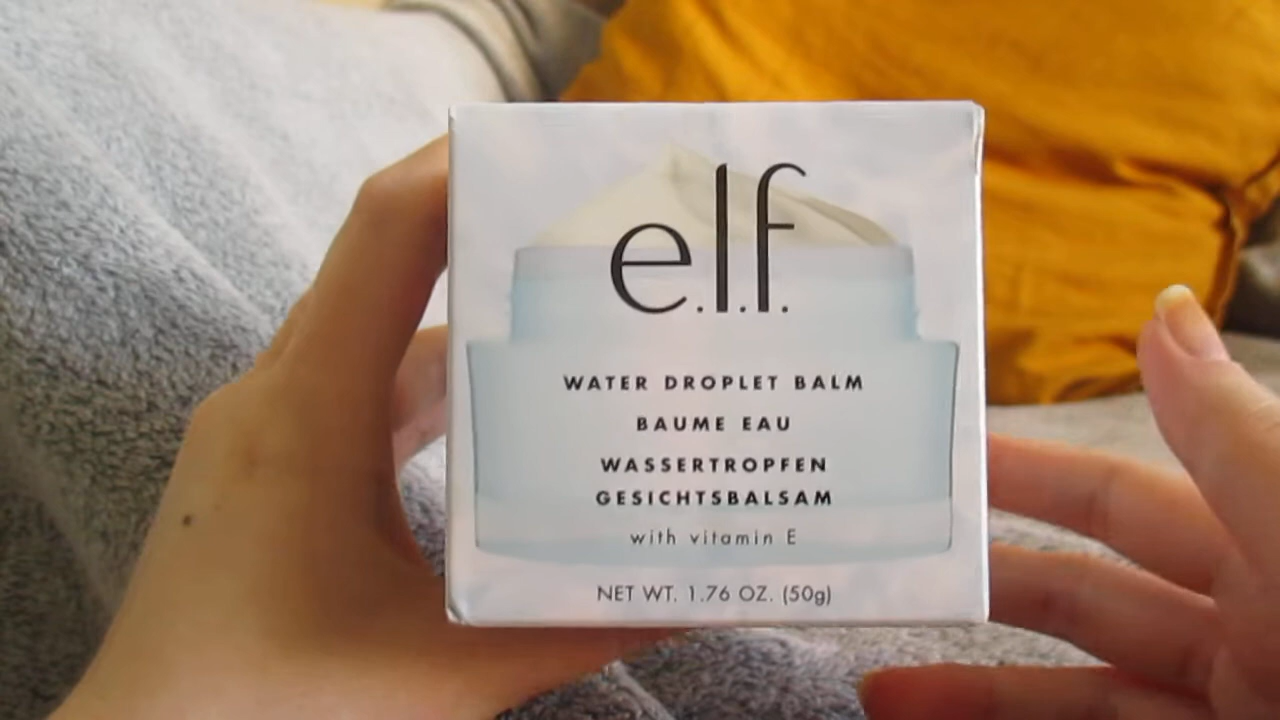 e.l.f.
WATER DROPLET BALM
BAUME EAU
WASSERTROPFEN
GESICHTSBALSAM
with vitamin E
NET WT. 1.76 OZ. (50g)